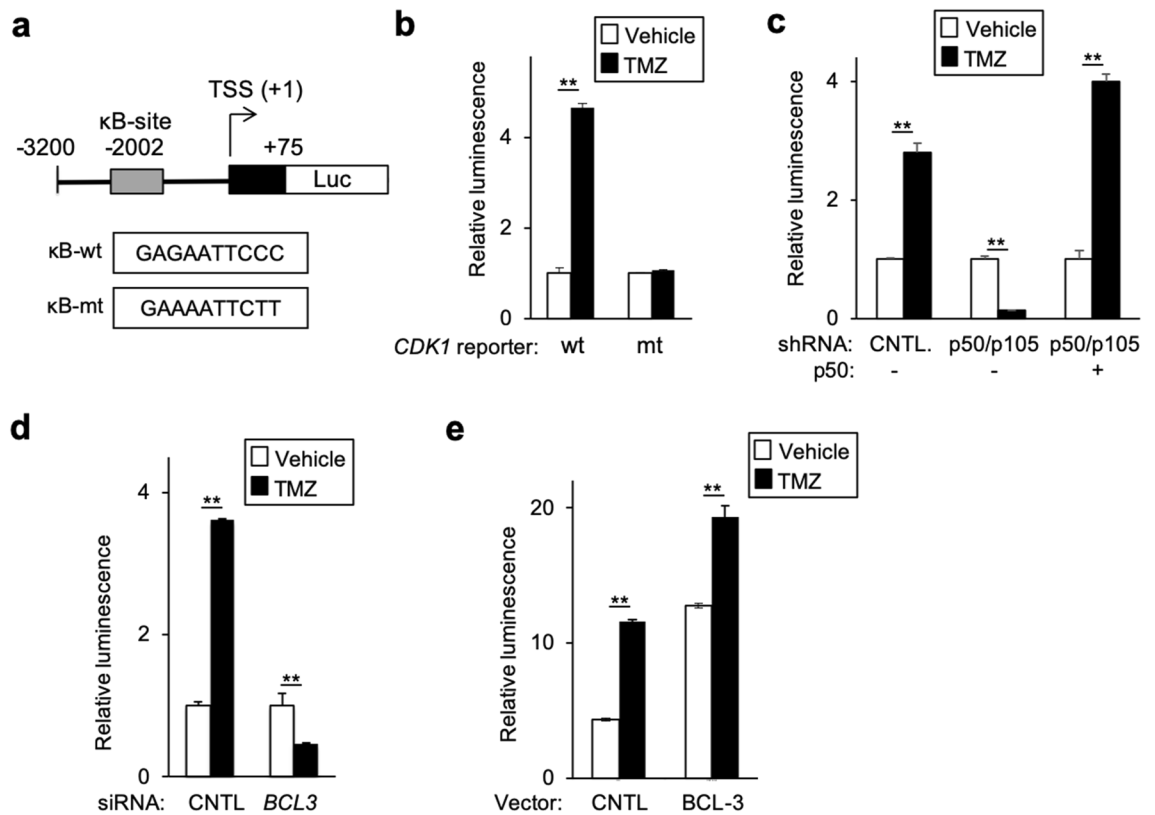 a
TSS (+1)
κB-site
-3200 -2002 +75
Luc
κB-wt GAGAATTCCC
κB-mt GAAAATTCTT
b
Vehicle
TMZ
**
Relative luminescence
4
2
0
CDK1 reporter: wt mt
c
Vehicle
TMZ
** ** **
Relative luminescence
4
2
0
shRNA: CNTL. p50/p105 p50/p105
p50: - - +
d
Vehicle
TMZ
** **
Relative luminescence
4
2
0
siRNA: CNTL BCL3
e
Vehicle
TMZ
** **
Relative luminescence
20
10
0
Vector: CNTL BCL-3